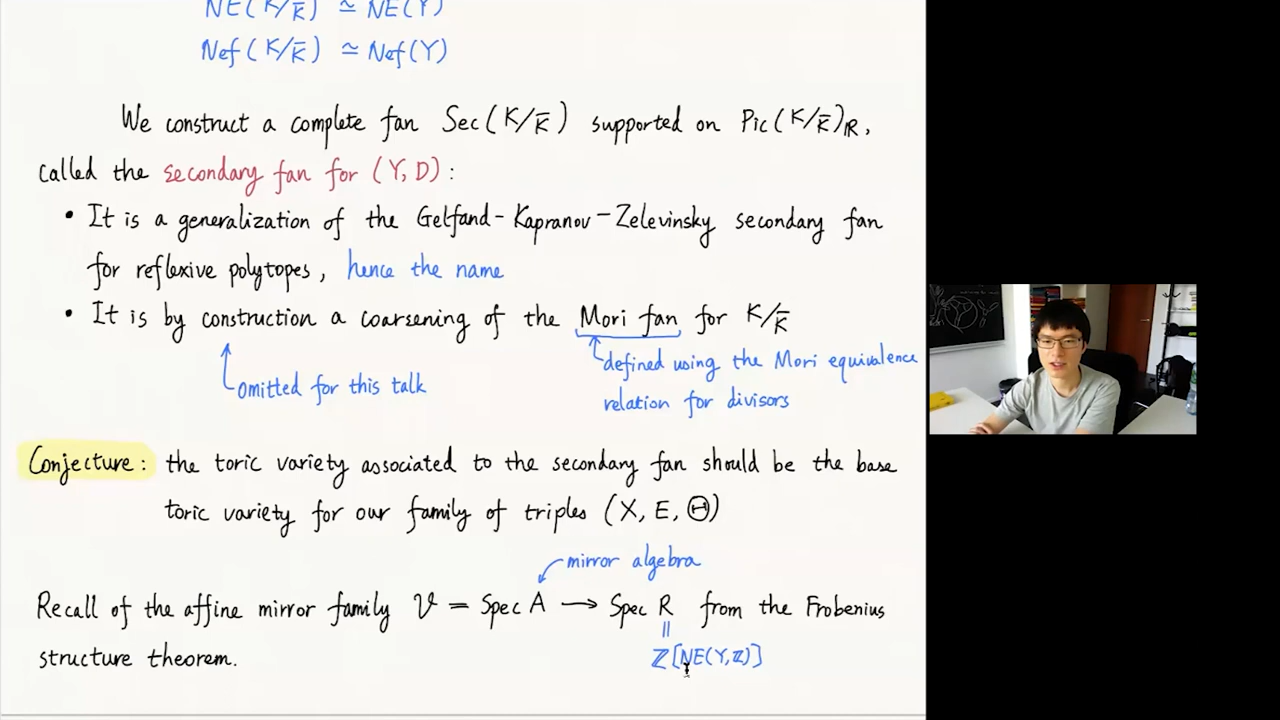 NE(K/K̄) ≃ NE(Y)
Nef(K/K̄) ≃ Nef(Y)
We construct a complete fan Sec(K/K̄) supported on Pic(K/K̄)_ℝ,
called the secondary fan for (Y, D):
• It is a generalization of the Gelfand-Kapranov-Zelevinsky secondary fan
for reflexive polytopes, hence the name
• It is by construction a coarsening of the Mori fan for K/K̄
omitted for this talk
defined using the Mori equivalence
relation for divisors
Conjecture: the toric variety associated to the secondary fan should be the base
toric variety for our family of triples (X, E, Θ)
mirror algebra
Recall of the affine mirror family 𝒱 = Spec A → Spec R from the Frobenius
=
structure theorem.
ℤ[NE(Y,ℤ)]